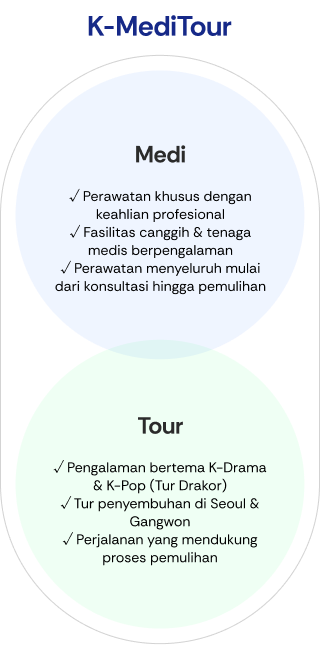 K-MediTour
Medi
✓ Perawatan khusus dengan
keahlian profesional
✓ Fasilitas canggih & tenaga
medis berpengalaman
✓ Perawatan menyeluruh mulai
dari konsultasi hingga pemulihan
Tour
✓ Pengalaman bertema K-Drama
& K-Pop (Tur Drakor)
✓ Tur penyembuhan di Seoul &
Gangwon
✓ Perjalanan yang mendukung
proses pemulihan